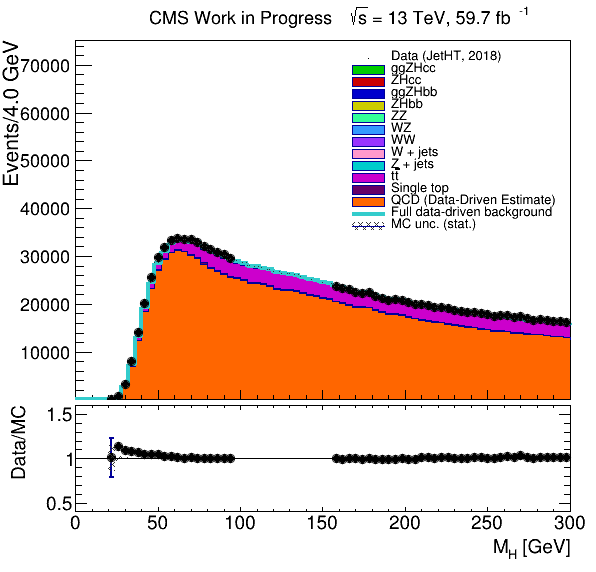 CMS Work in Progress √s = 13 TeV, 59.7 fb⁻¹
Events/4.0 GeV
70000
60000
50000
40000
30000
20000
10000
Data (JetHT, 2018)
ggZHcc
ZHcc
ggZHbb
ZHbb
ZZ
WZ
WW
W + jets
Z + jets
tt̄
Single top
QCD (Data-Driven Estimate)
Full data-driven background
MC unc. (stat.)
Data/MC
1.5
1
0.5
0 50 100 150 200 250 300
M_H [GeV]